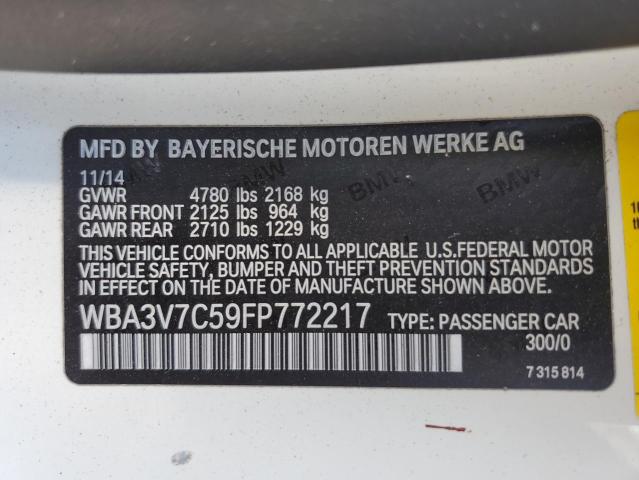 MFD BY BAYERISCHE MOTOREN WERKE AG
11/14
GVWR 4780 lbs 2168 kg
GAWR FRONT 2125 lbs 964 kg
GAWR REAR 2710 lbs 1229 kg
THIS VEHICLE CONFORMS TO ALL APPLICABLE U.S.FEDERAL MOTOR
VEHICLE SAFETY, BUMPER AND THEFT PREVENTION STANDARDS
IN EFFECT ON THE DATE OF MANUFACTURE SHOWN ABOVE.
WBA3V7C59FP772217 TYPE: PASSENGER CAR
300/0
7 315 814